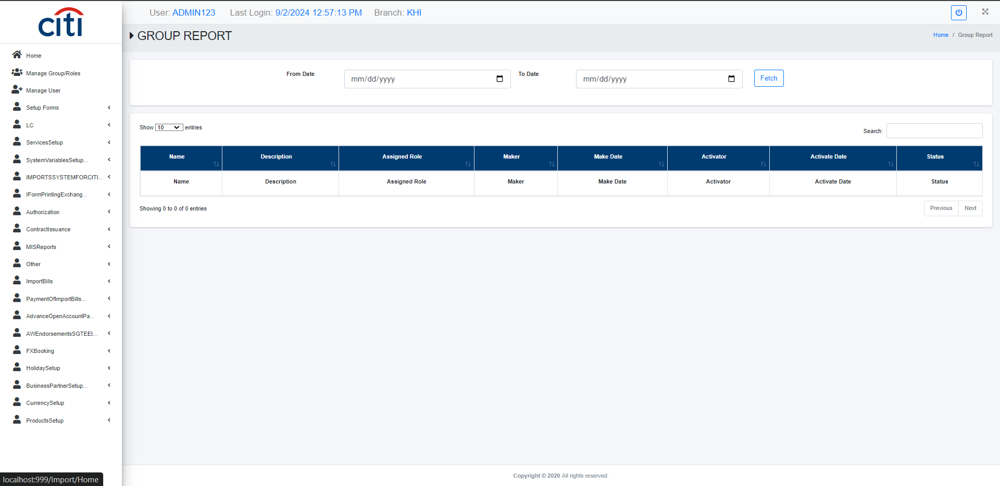 citi
User: ADMIN123 Last Login: 9/2/2024 12:57:13 PM Branch: KHI
GROUP REPORT
Home / Group Report
Home
Manage Group/Roles
Manage User
Setup Forms
LC
ServicesSetup
SystemVariablesSetup...
IMPORTSSYSTEMFORCITI...
IFormPrintingExchang...
Authorization
ContractIssuance
MISReports
Other
ImportBills
PaymentOfImportBills...
AdvanceOpenAccountPa...
AWEndorsementsSGTEEI...
FXBooking
HolidaySetup
BusinessPartnerSetup...
CurrencySetup
ProductsSetup
From Date mm/dd/yyyy To Date mm/dd/yyyy Fetch
Show 10 entries
Search:
Name Description Assigned Role Maker Make Date Activator Activate Date Status
Name Description Assigned Role Maker Make Date Activator Activate Date Status
Showing 0 to 0 of 0 entries
Previous Next
Copyright © 2020 All rights reserved.
localhost:999/Import/Home